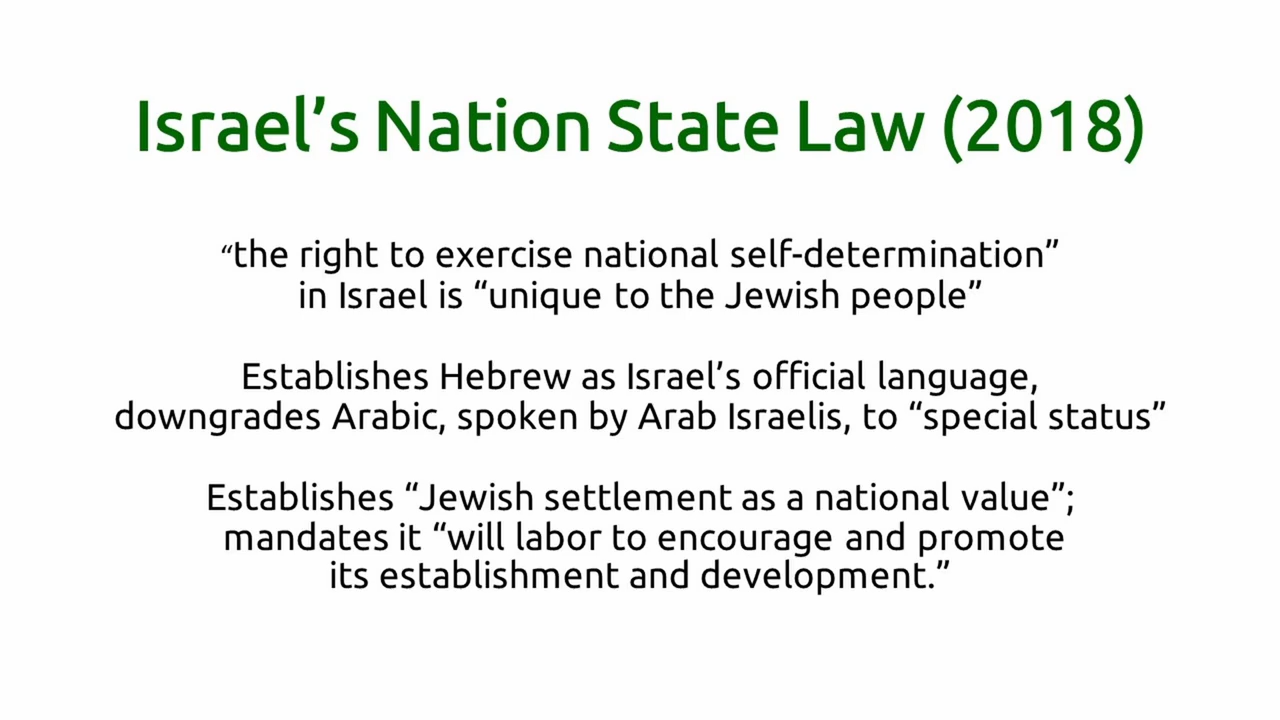 Israel’s Nation State Law (2018)
“the right to exercise national self-determination”
in Israel is “unique to the Jewish people”
Establishes Hebrew as Israel’s official language,
downgrades Arabic, spoken by Arab Israelis, to “special status”
Establishes “Jewish settlement as a national value”;
mandates it “will labor to encourage and promote
its establishment and development.”